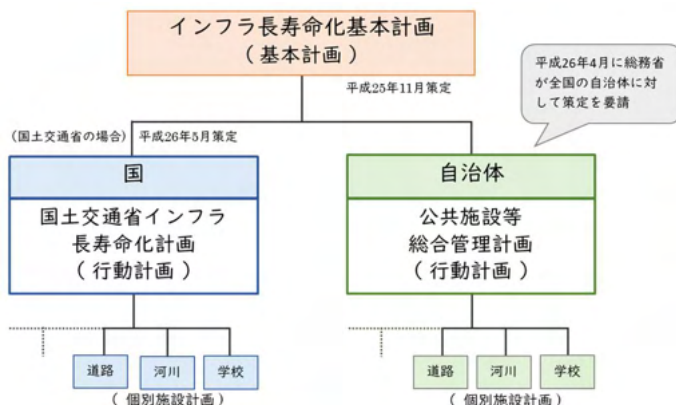 インフラ長寿命化基本計画
( 基本計画 )
平成25年11月策定
平成26年4月に総務省
が全国の自治体に対
して策定を要請
(国土交通省の場合)
平成26年5月策定
国
国土交通省インフラ
長寿命化計画
( 行動計画 )
自治体
公共施設等
総合管理計画
( 行動計画 )
道路
河川
学校
( 個別施設計画 )
道路
河川
学校
( 個別施設計画 )